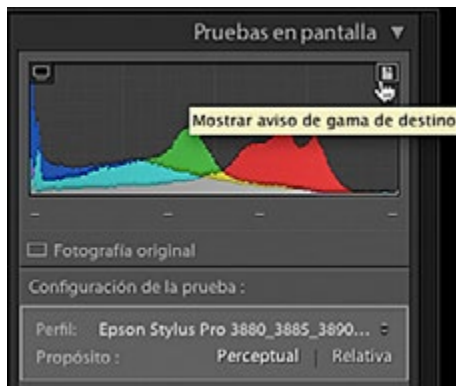 Pruebas en pantalla
Mostrar aviso de gama de destino
Fotografía original
Configuración de la prueba :
Perfil: Epson Stylus Pro 3880_3885_3890...
Propósito : Perceptual | Relativa